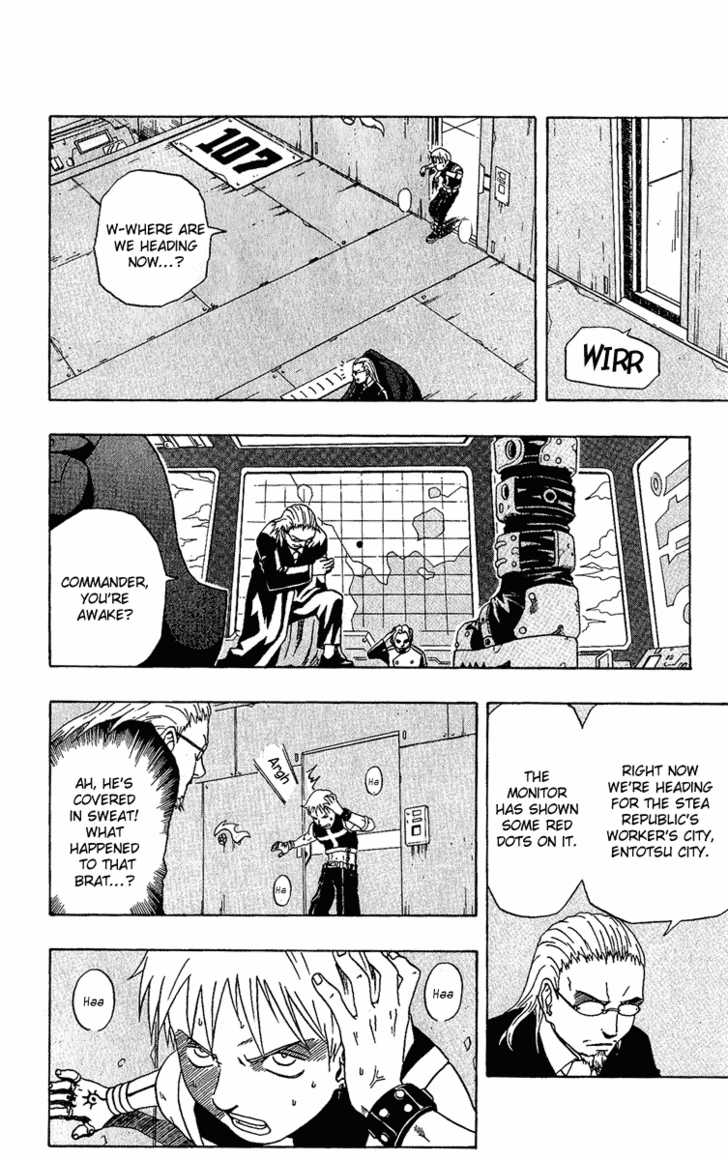 WIRR
107
W-WHERE ARE
WE HEADING
NOW...?
COMMANDER,
YOU'RE
AWAKE?
RIGHT NOW
WE'RE HEADING
FOR THE STEA
REPUBLIC'S
WORKER'S CITY,
ENTOTSU CITY.
THE
MONITOR
HAS SHOWN
SOME RED
DOTS ON IT.
Argh
Ha
Ha
AH, HE'S
COVERED
IN SWEAT!
WHAT
HAPPENED
TO THAT
BRAT...?
Haa
Haa